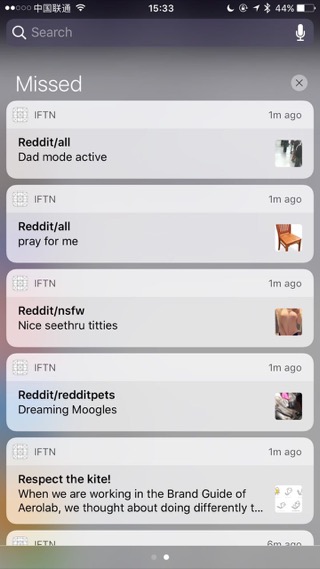 中国联通 15:33 44%
Search
Missed
IFTN 1m ago
Reddit/all
Dad mode active
IFTN 1m ago
Reddit/all
pray for me
IFTN 1m ago
Reddit/nsfw
Nice seethru titties
IFTN 1m ago
Reddit/redditpets
Dreaming Moogles
IFTN 1m ago
Respect the kite!
When we are working in the Brand Guide of
Aerolab, we thought about doing differently t...
IFTN 6m ago